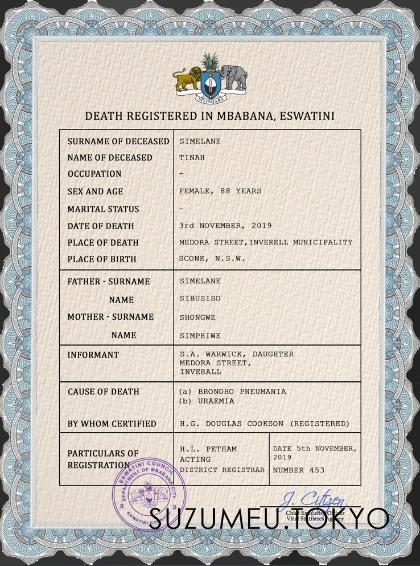 DEATH REGISTERED IN MBABANA, ESWATINI
SURNAME OF DECEASED SIMELANE
NAME OF DECEASED TINAH
OCCUPATION –
SEX AND AGE FEMALE, 88 YEARS
MARITAL STATUS –
DATE OF DEATH 3rd NOVEMBER, 2019
PLACE OF DEATH MEDORA STREET,INVERELL MUNICIPALITY
PLACE OF BIRTH SCONE, N.S.W.
FATHER - SURNAME SIMELANE
NAME SIBUSISO
MOTHER - SURNAME SHONGWE
NAME SIMPHIWE
INFORMANT S.A. WARWICK, DAUGHTER
MEDORA STREET,
INVERALL
CAUSE OF DEATH (a) BRONOHO PNEUMANIA
(b) URAEMIA
BY WHOM CERTIFIED H.G. DOUGLAS COOKSON (REGISTERED)
PARTICULARS OF
REGISTRATION
H.L. PETHAM
ACTING
DISTRICT REGISTRAR
DATE 5th NOVEMBER,
2019
NUMBER 453
ESWATINI COUNCIL
J. Citizen
SUZUMEU.TOKYO